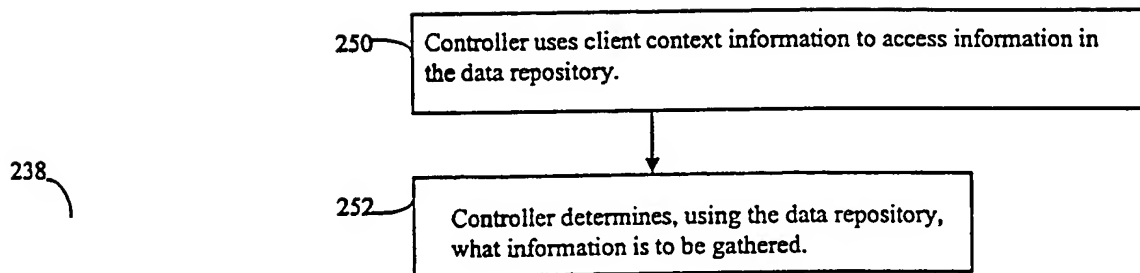 250
Controller uses client context information to access information in
the data repository.
238
252
Controller determines, using the data repository,
what information is to be gathered.